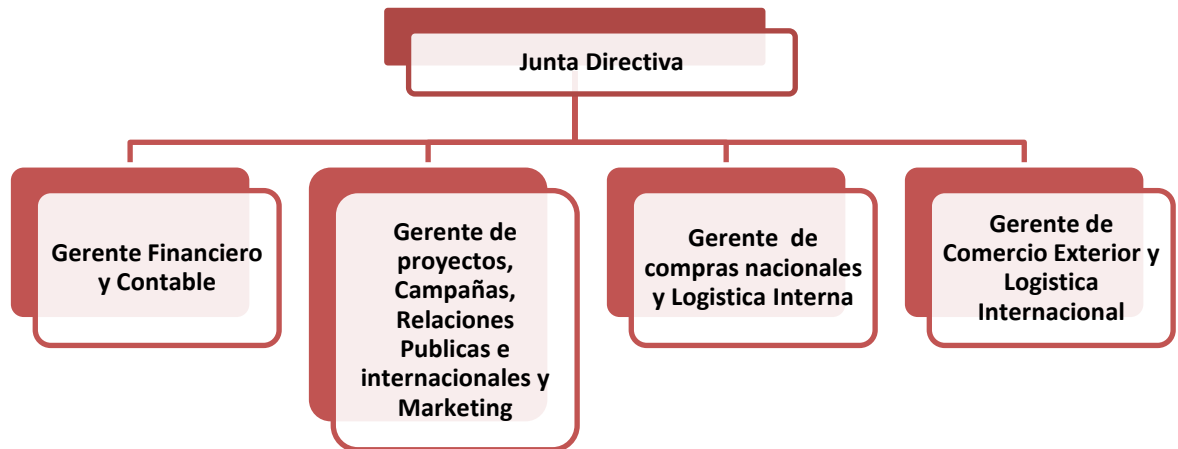 Junta Directiva
Gerente Financiero
y Contable
Gerente de
proyectos,
Campañas,
Relaciones
Publicas e
internacionales y
Marketing
Gerente de
compras nacionales
y Logistica Interna
Gerente de
Comercio Exterior y
Logistica
Internacional